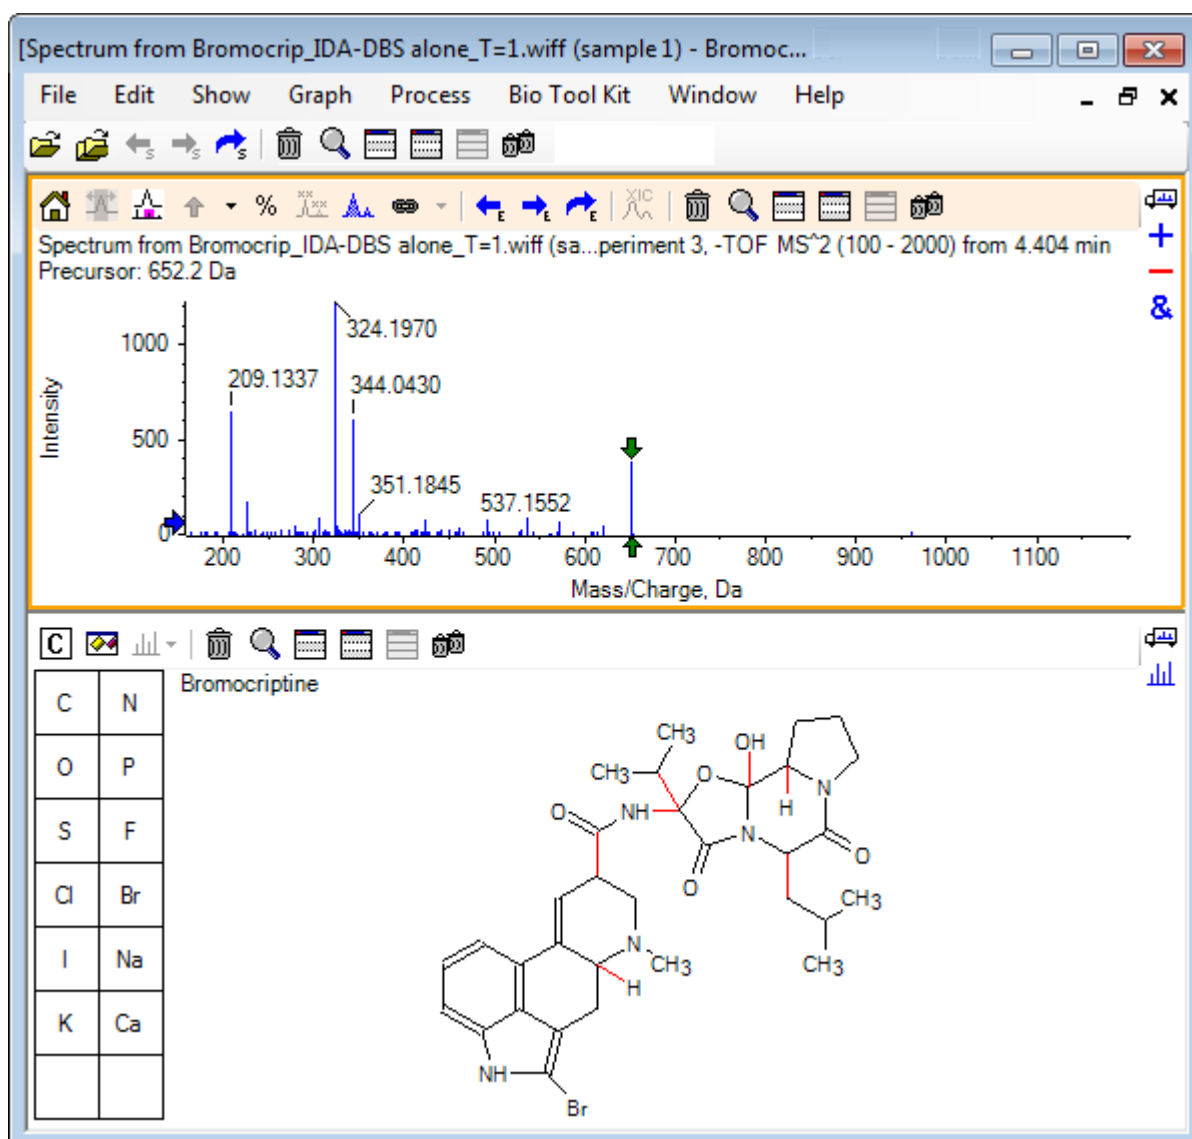 [Spectrum from Bromocrip_IDA-DBS alone_T=1.wiff (sample 1) - Bromoc...
File Edit Show Graph Process Bio Tool Kit Window Help
S S S
% xx xx E E E XIC
Spectrum from Bromocrip_IDA-DBS alone_T=1.wiff (sa...periment 3, -TOF MS^2 (100 - 2000) from 4.404 min
Precursor: 652.2 Da
+
&
324.1970
1000
209.1337 344.0430
Intensity
500
351.1845 537.1552
0
200 300 400 500 600 700 800 900 1000 1100
Mass/Charge, Da
C
Bromocriptine
C N
O P
S F
Cl Br
I Na
K Ca
CH3 OH
CH3 O
N
H
O NH
N
O
O
CH3
N
CH3
CH3
H
NH
Br